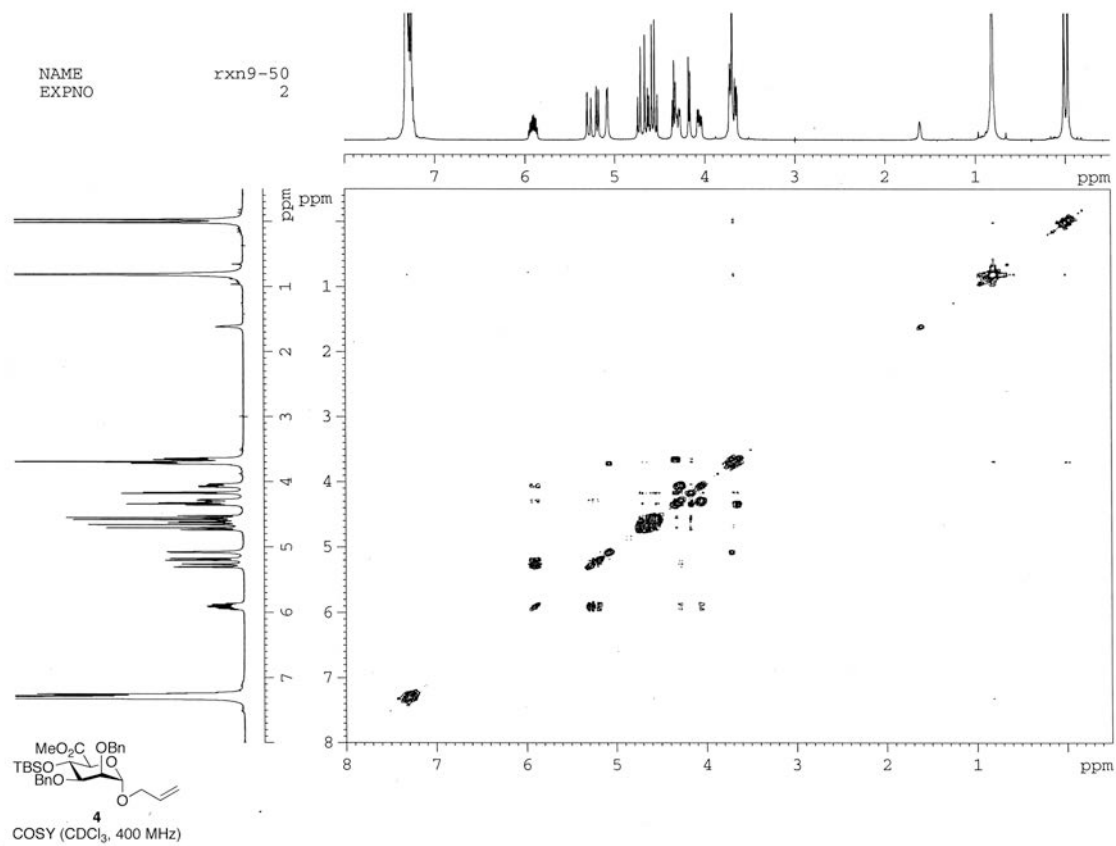 NAME rxn9-50
EXPNO 2
7 6 5 4 3 2 1 ppm
ppm
1
2
3
4
5
6
7
ppm
1
2
3
4
5
6
7
8
8 7 6 5 4 3 2 1 ppm
MeO₂C OBn
TBSO O
BnO
O
4
COSY (CDCl₃, 400 MHz)